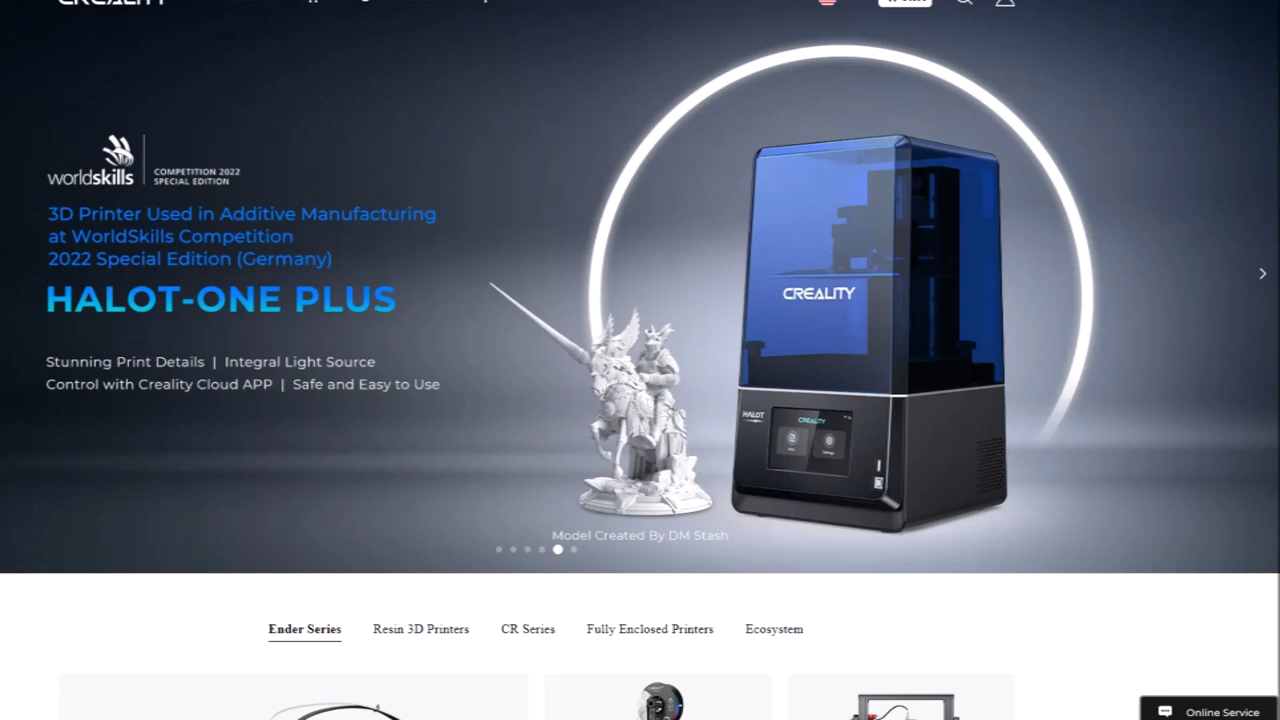 CREALITY
worldskills
COMPETITION 2022
SPECIAL EDITION
3D Printer Used in Additive Manufacturing
at WorldSkills Competition
2022 Special Edition (Germany)
HALOT-ONE PLUS
Stunning Print Details | Integral Light Source
Control with Creality Cloud APP | Safe and Easy to Use
CREALITY
HALOT
CREALITY
Model Created By DM Stash
Ender Series
Resin 3D Printers
CR Series
Fully Enclosed Printers
Ecosystem
Online Service